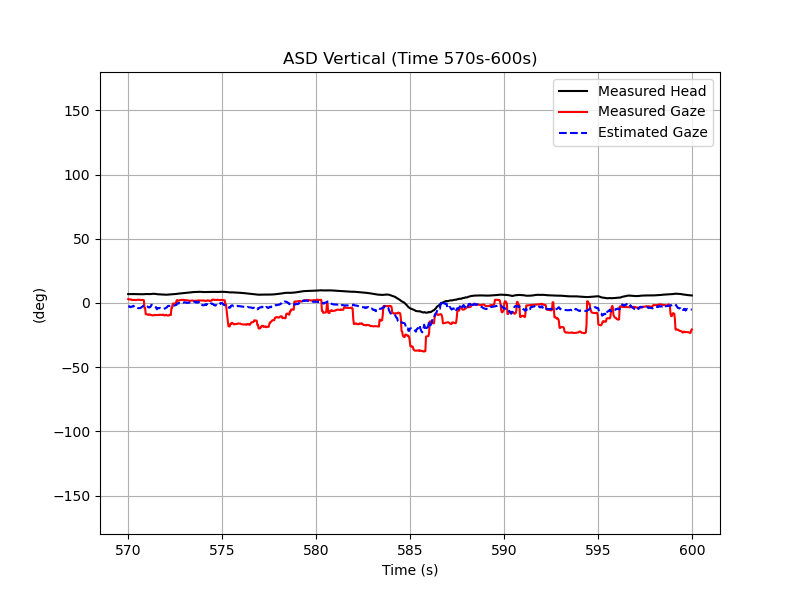 ASD Vertical (Time 570s-600s)
Measured Head
Measured Gaze
Estimated Gaze
150
100
50
0
−50
−100
−150
(deg)
570 575 580 585 590 595 600
Time (s)